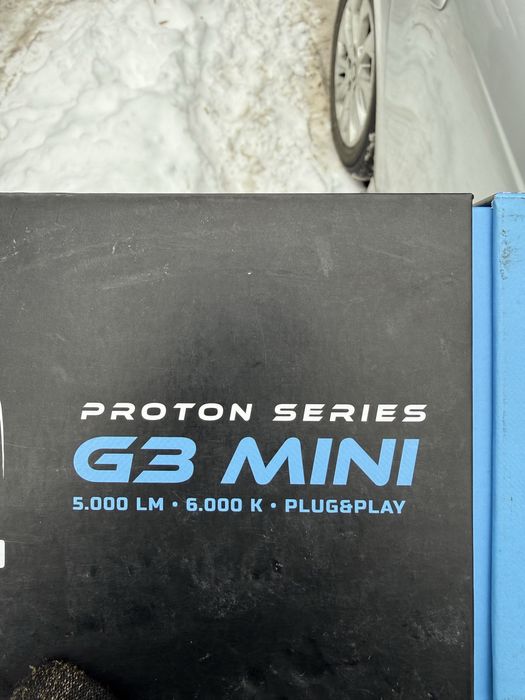 PROTON SERIES
G3 MINI
5.000 LM • 6.000 K • PLUG&PLAY